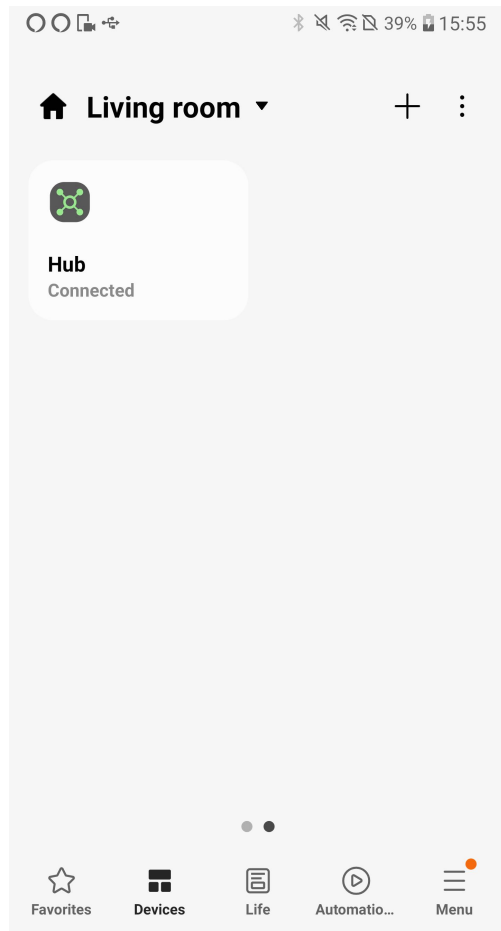 39% 15:55
Living room
Hub
Connected
Favorites Devices Life Automatio... Menu